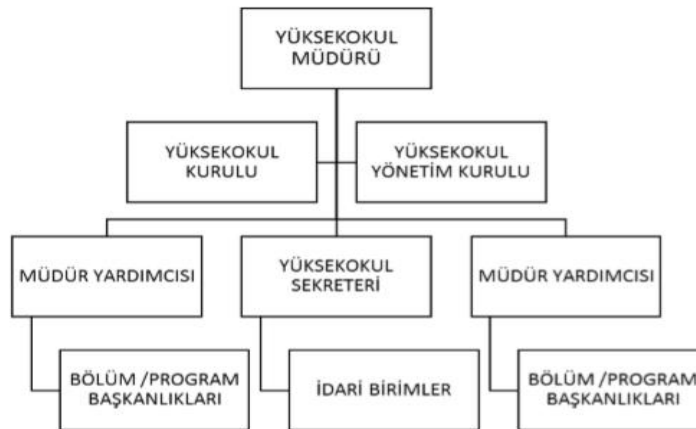 YÜKSEKOKUL
MÜDÜRÜ
YÜKSEKOKUL
KURULU
YÜKSEKOKUL
YÖNETİM KURULU
MÜDÜR YARDIMCISI
YÜKSEKOKUL
SEKRETERİ
MÜDÜR YARDIMCISI
BÖLÜM /PROGRAM
BAŞKANLIKLARI
İDARİ BİRİMLER
BÖLÜM /PROGRAM
BAŞKANLIKLARI